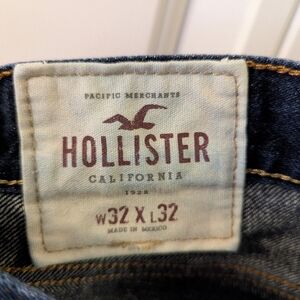 PACIFIC MERCHANTS
HOLLISTER
CALIFORNIA
1922
W32 X L32
MADE IN MEXICO